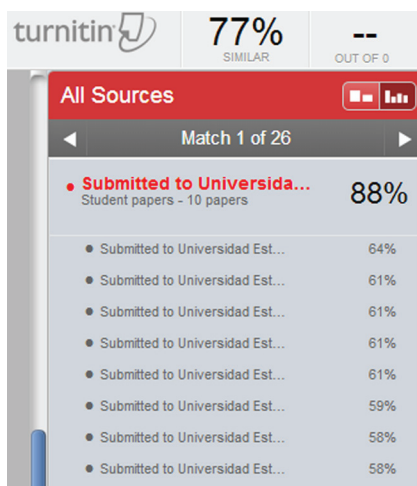 turnitin 77% --
SIMILAR OUT OF 0
All Sources
Match 1 of 26
Submitted to Universida... 88%
Student papers - 10 papers
Submitted to Universidad Est... 64%
Submitted to Universidad Est... 61%
Submitted to Universidad Est... 61%
Submitted to Universidad Est... 61%
Submitted to Universidad Est... 61%
Submitted to Universidad Est... 59%
Submitted to Universidad Est... 58%
Submitted to Universidad Est... 58%